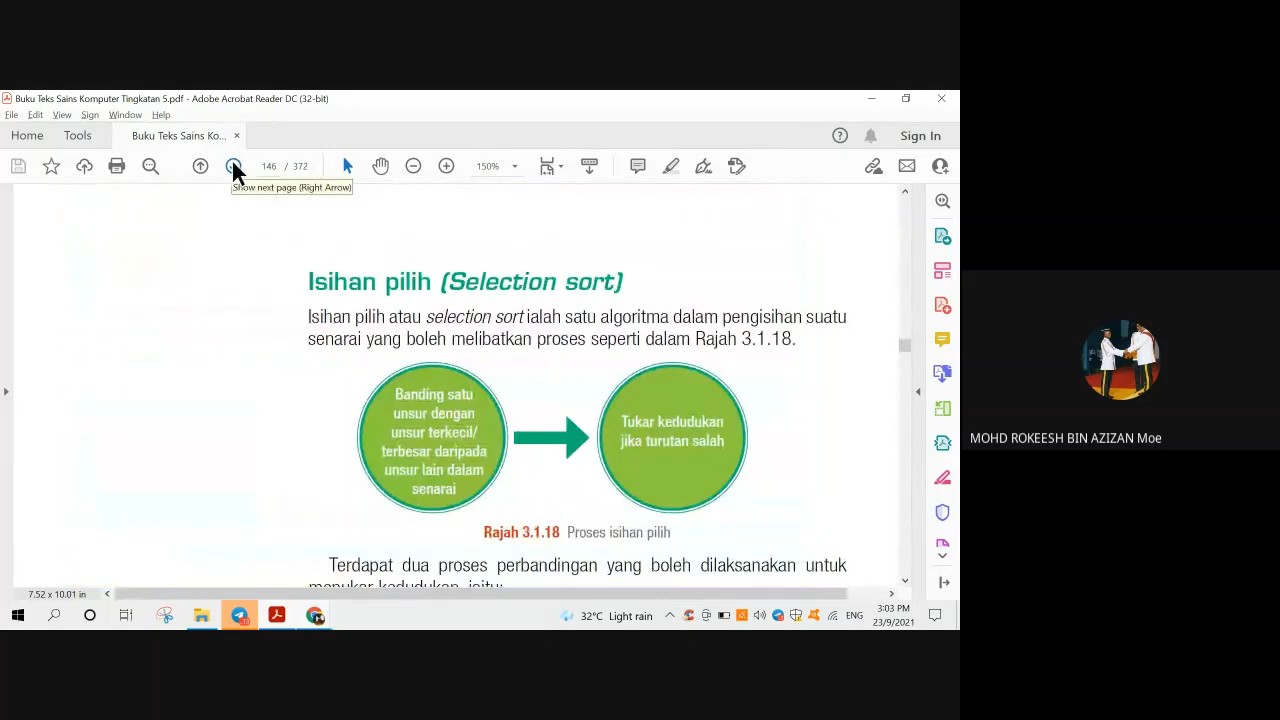 Buku Teks Sains Komputer Tingkatan 5.pdf - Adobe Acrobat Reader DC (32-bit)
File Edit View Sign Window Help
Home Tools Buku Teks Sains Ko... × Sign In
146 / 372 150%
Show next page (Right Arrow)
Isihan pilih (Selection sort)
Isihan pilih atau selection sort ialah satu algoritma dalam pengisihan suatu
senarai yang boleh melibatkan proses seperti dalam Rajah 3.1.18.
Banding satu
unsur dengan
unsur terkecil/
terbesar daripada
unsur lain dalam
senarai
Tukar kedudukan
jika turutan salah
Rajah 3.1.18 Proses isihan pilih
Terdapat dua proses perbandingan yang boleh dilaksanakan untuk
menukar kedudukan, iaitu:
7.52 x 10.01 in
32°C Light rain ENG 3:03 PM
23/9/2021
MOHD ROKEESH BIN AZIZAN Moe